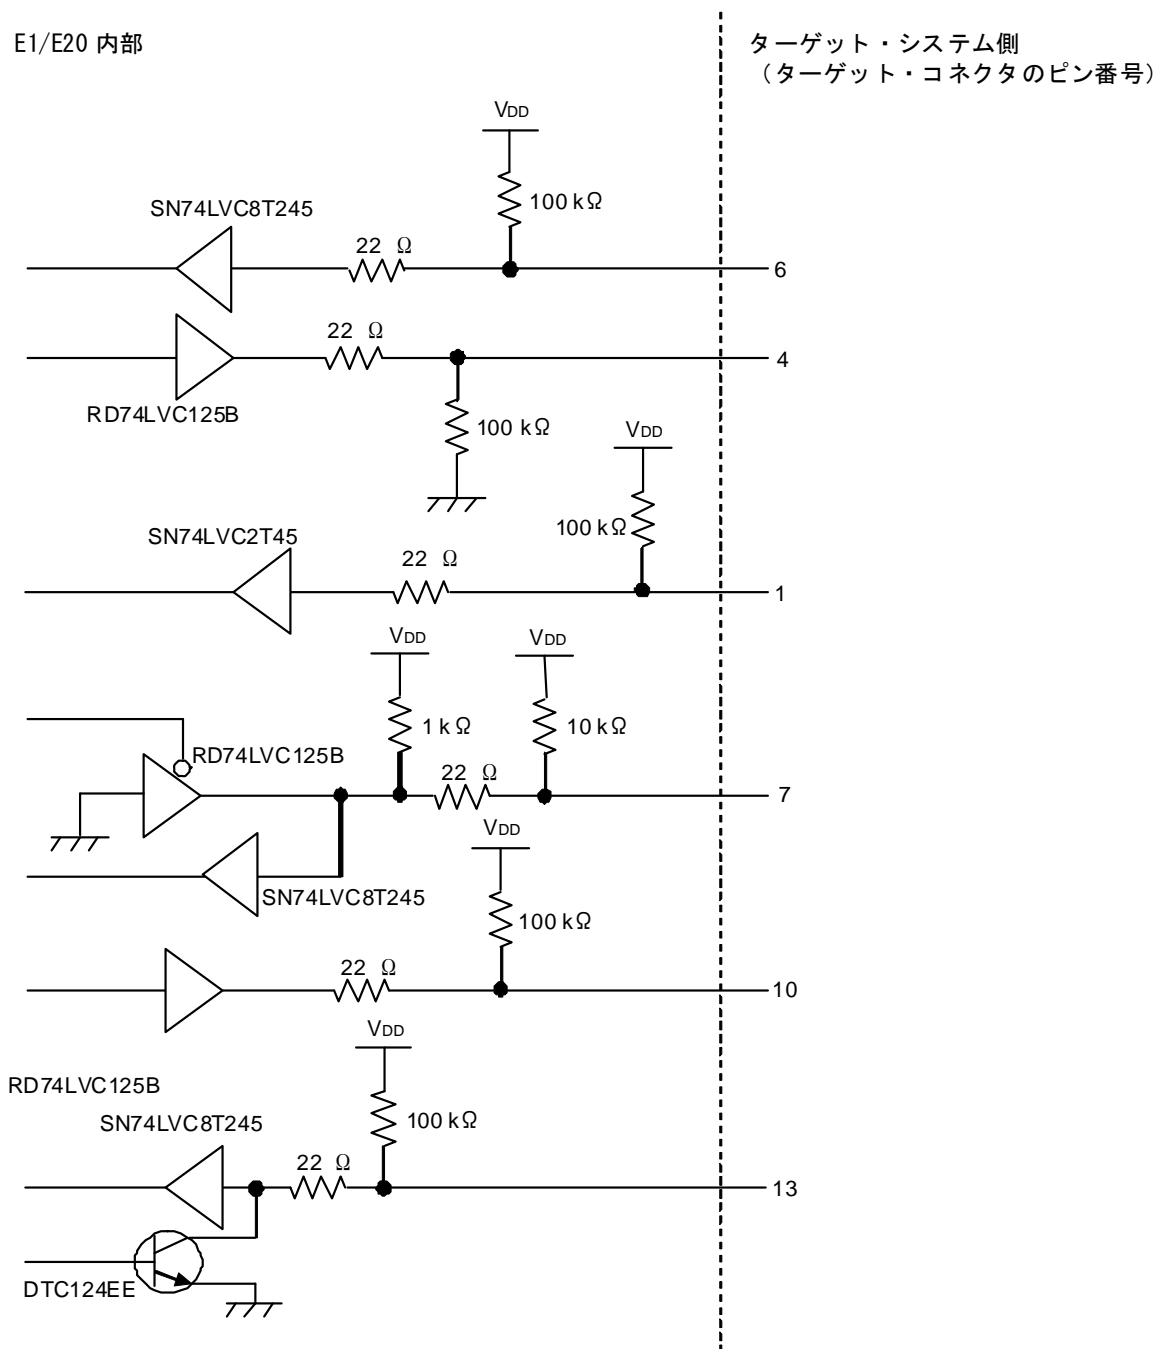 E1/E20 内部
ターゲット・システム側
（ターゲット・コネクタのピン番号）
VDD
100 kΩ
SN74LVC8T245
22 Ω
6
22 Ω
4
RD74LVC125B
100 kΩ
VDD
100 kΩ
SN74LVC2T45
22 Ω
1
VDD
VDD
1 kΩ
10 kΩ
RD74LVC125B
22 Ω
7
VDD
SN74LVC8T245
100 kΩ
22 Ω
10
VDD
RD74LVC125B
100 kΩ
SN74LVC8T245
22 Ω
13
DTC124EE